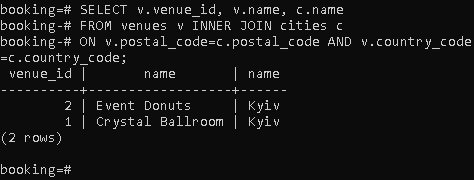 booking=# SELECT v.venue_id, v.name, c.name
booking-# FROM venues v INNER JOIN cities c
booking-# ON v.postal_code=c.postal_code AND v.country_code
=c.country_code;
 venue_id |      name        | name
----------+------------------+------
        2 | Event Donuts     | Kyiv
        1 | Crystal Ballroom | Kyiv
(2 rows)
booking=#